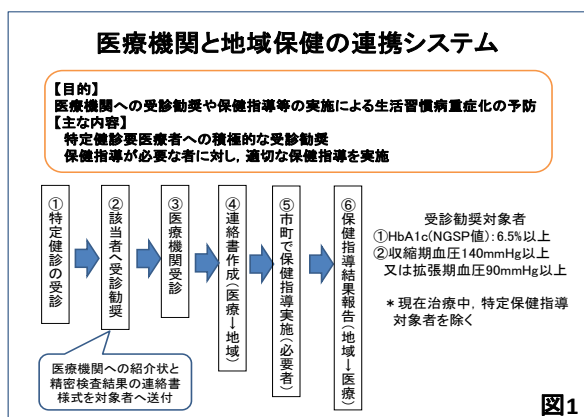 医療機関と地域保健の連携システム
【目的】
医療機関への受診勧奨や保健指導等の実施による生活習慣病重症化の予防
【主な内容】
特定健診要医療者への積極的な受診勧奨
保健指導が必要な者に対し，適切な保健指導を実施
①特定健診の受診
②該当者へ受診勧奨
③医療機関受診
④連絡書作成(医療→地域)
⑤市町で保健指導実施(必要者)
⑥保健指導結果報告(地域→医療)
受診勧奨対象者
①HbA1c(NGSP値)：6.5%以上
②収縮期血圧140mmHg以上
又は拡張期血圧90mmHg以上
＊現在治療中，特定保健指導
対象者を除く
医療機関への紹介状と
精密検査結果の連絡書
様式を対象者へ送付
図1